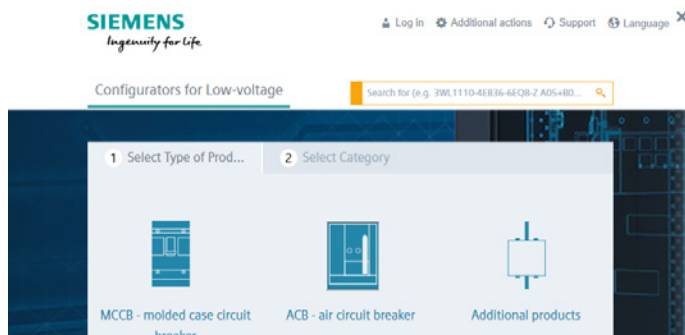 SIEMENS
Ingenuity for life
Log in Additional actions Support Language
Configurators for Low-voltage
Search for (e.g. 3WL1110-4EB36-6EQ8-Z A05+B0...
1 Select Type of Prod... 2 Select Category
MCCB - molded case circuit ACB - air circuit breaker Additional products
breaker